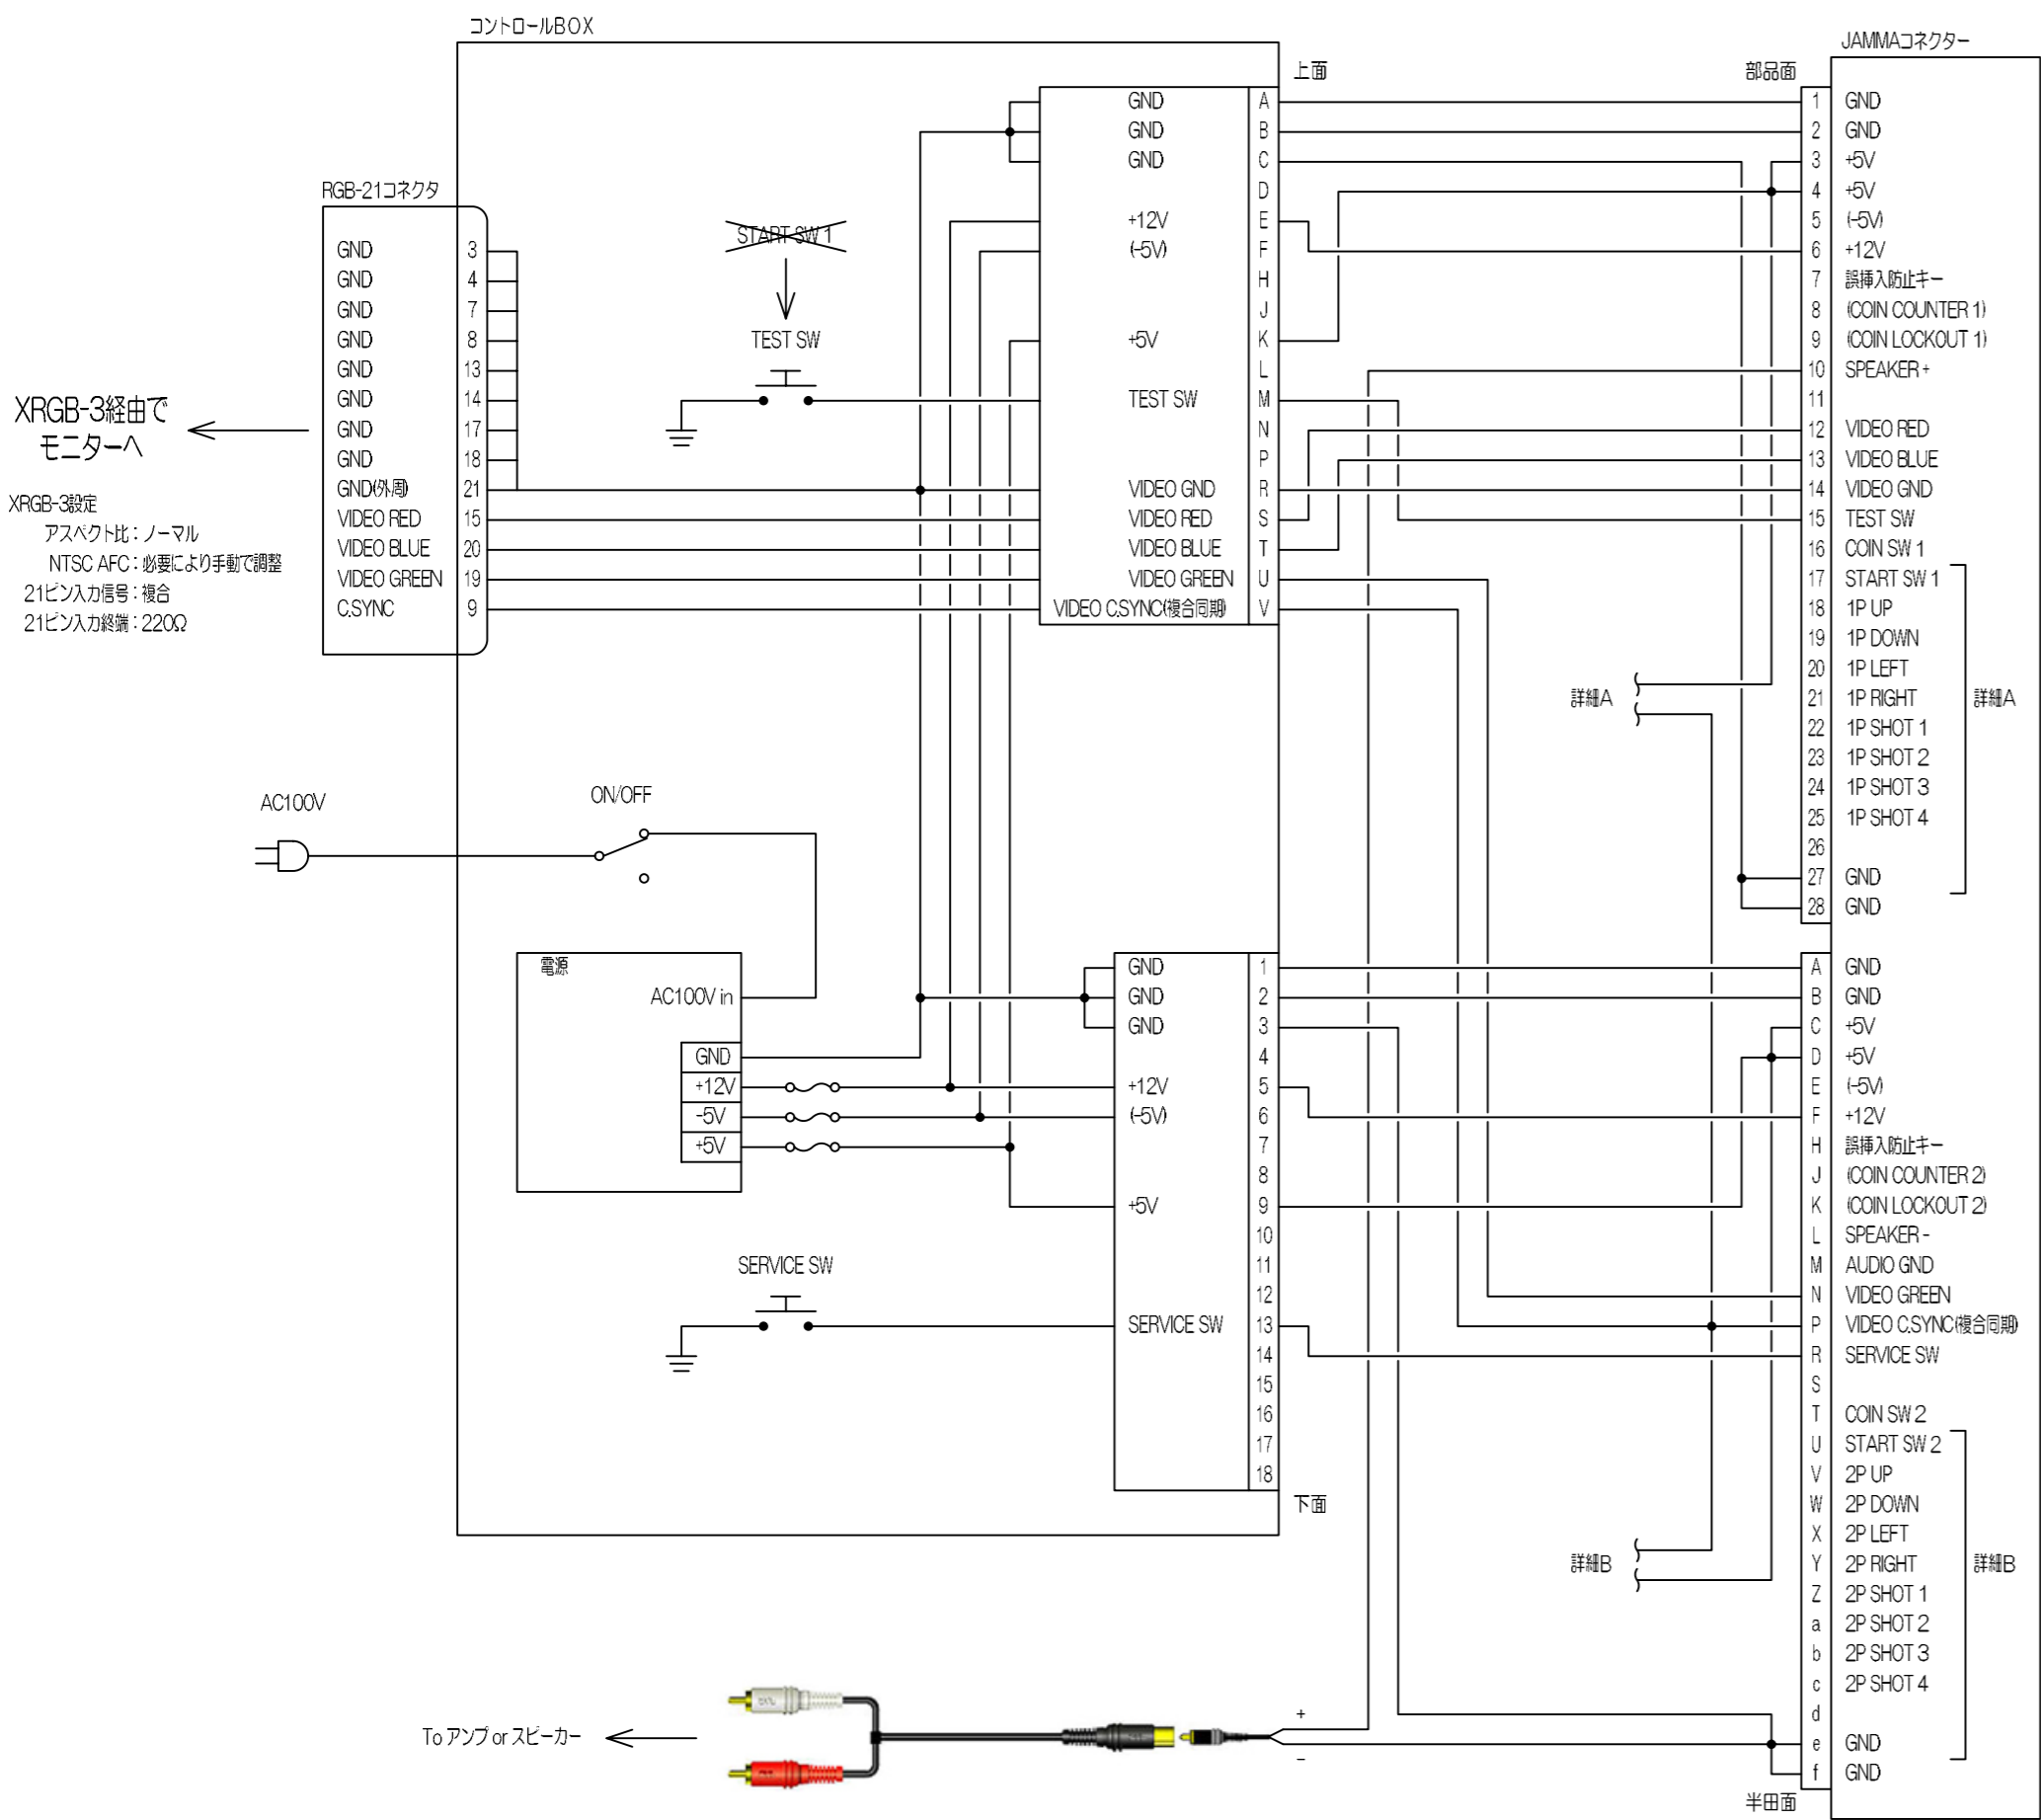 コントロールBOX
JAMMAコネクター
上面
部品面
GND A
GND B
GND C
D
+12V E
(-5V) F
H
J
+5V K
L
TEST SW M
N
P
VIDEO GND R
VIDEO RED S
VIDEO BLUE T
VIDEO GREEN U
VIDEO C.SYNC(複合同期) V
1 GND
2 GND
3 +5V
4 +5V
5 (-5V)
6 +12V
7 誤挿入防止キー
8 (COIN COUNTER 1)
9 (COIN LOCKOUT 1)
10 SPEAKER+
11
12 VIDEO RED
13 VIDEO BLUE
14 VIDEO GND
15 TEST SW
16 COIN SW 1
17 START SW 1
18 1P UP
19 1P DOWN
20 1P LEFT
21 1P RIGHT
22 1P SHOT 1
23 1P SHOT 2
24 1P SHOT 3
25 1P SHOT 4
26
27 GND
28 GND
詳細A
詳細A
RGB-21コネクタ
GND 3
GND 4
GND 7
GND 8
GND 13
GND 14
GND 17
GND 18
GND(外周) 21
VIDEO RED 15
VIDEO BLUE 20
VIDEO GREEN 19
C.SYNC 9
START SW 1
TEST SW
XRGB-3経由で
モニターへ
XRGB-3設定
アスペクト比：ノーマル
NTSC AFC：必要により手動で調整
21ピン入力信号：複合
21ピン入力終端：220Ω
AC100V
ON/OFF
電源
AC100V in
GND
+12V
-5V
+5V
SERVICE SW
GND 1
GND 2
GND 3
4
+12V 5
(-5V) 6
7
8
+5V 9
10
11
12
SERVICE SW 13
14
15
16
17
18
下面
A GND
B GND
C +5V
D +5V
E (-5V)
F +12V
H 誤挿入防止キー
J (COIN COUNTER 2)
K (COIN LOCKOUT 2)
L SPEAKER-
M AUDIO GND
N VIDEO GREEN
P VIDEO C.SYNC(複合同期)
R SERVICE SW
S
T COIN SW 2
U START SW 2
V 2P UP
W 2P DOWN
X 2P LEFT
Y 2P RIGHT
Z 2P SHOT 1
a 2P SHOT 2
b 2P SHOT 3
c 2P SHOT 4
d
e GND
f GND
詳細B
詳細B
To アンプ or スピーカー
+
-
半田面